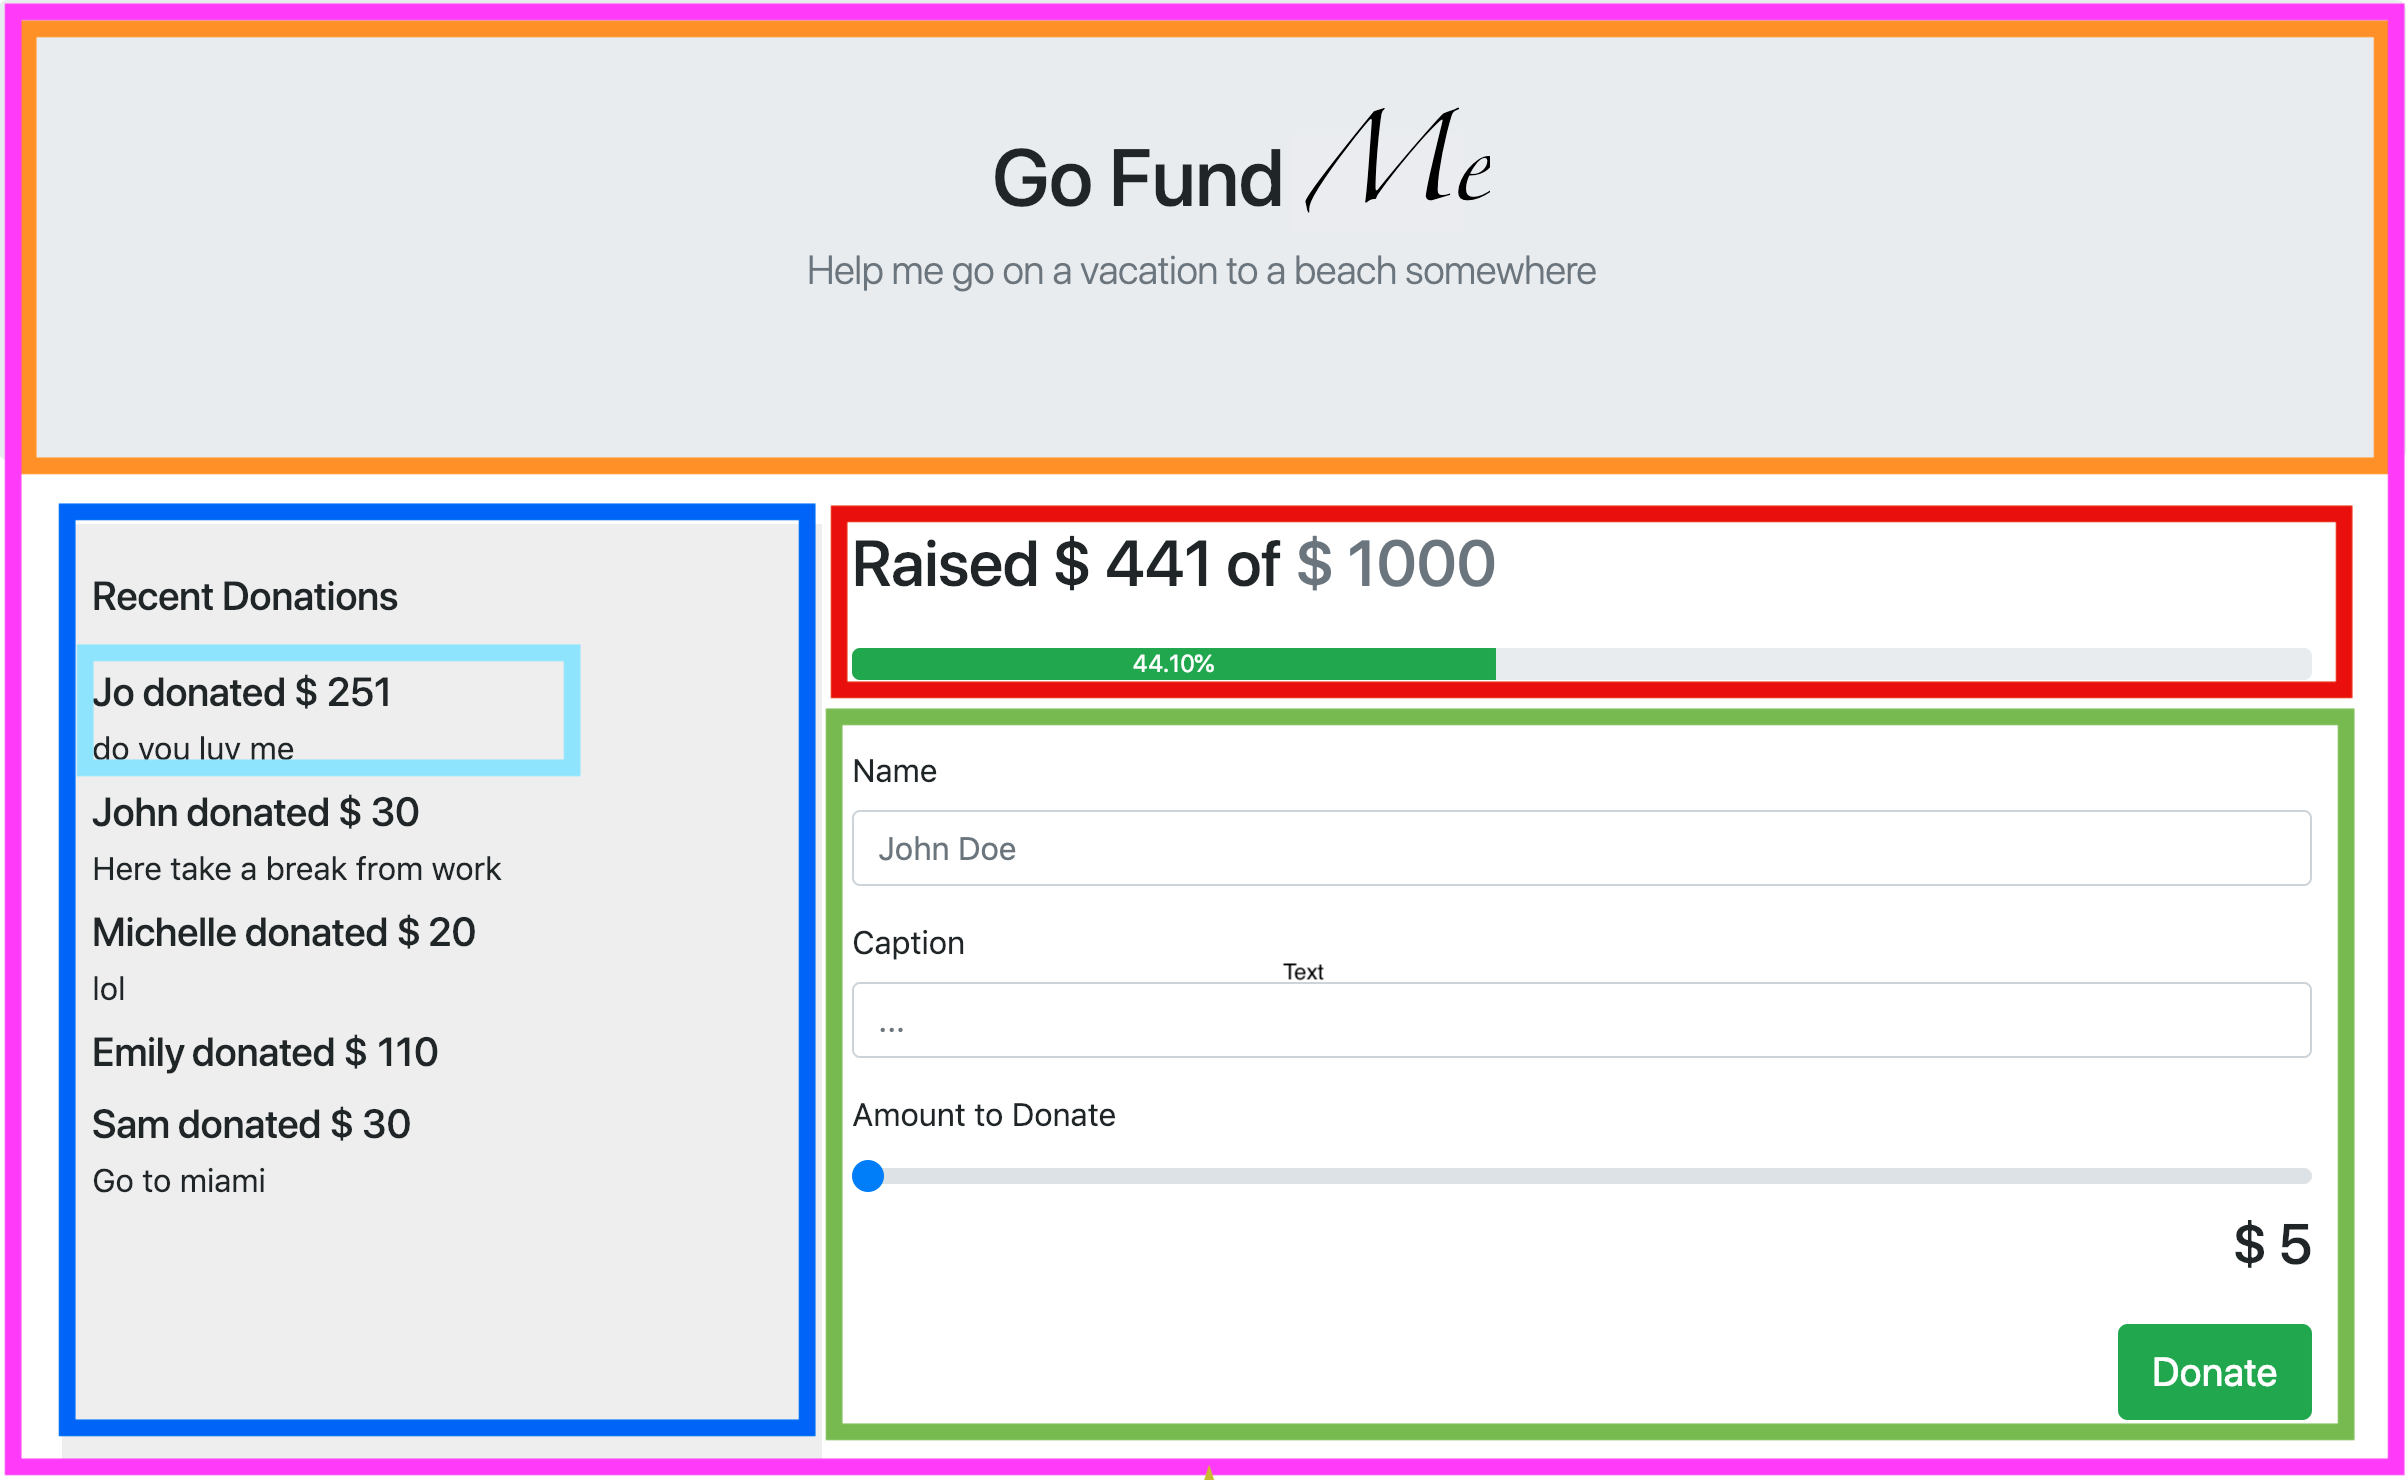 Go Fund Me
Help me go on a vacation to a beach somewhere
Recent Donations
Jo donated $ 251
do you luv me
John donated $ 30
Here take a break from work
Michelle donated $ 20
lol
Emily donated $ 110
Sam donated $ 30
Go to miami
Raised $ 441 of $ 1000
44.10%
Name
John Doe
Caption
Text
...
Amount to Donate
$ 5
Donate